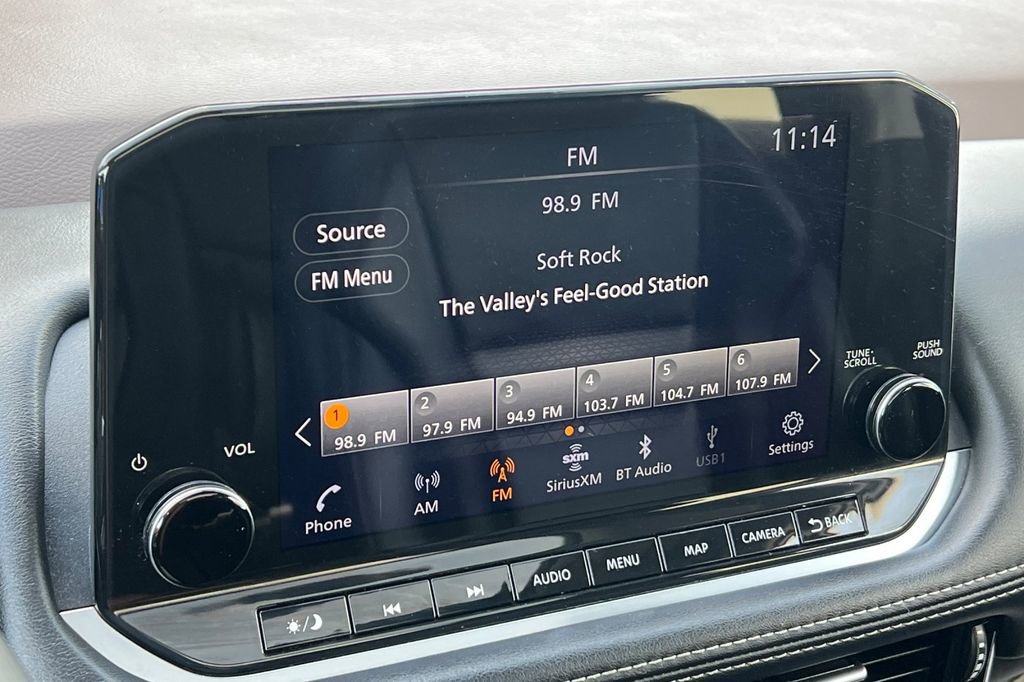 11:14
FM
98.9 FM
Source
Soft Rock
FM Menu
The Valley's Feel-Good Station
1 98.9 FM
2 97.9 FM
3 94.9 FM
4 103.7 FM
5 104.7 FM
6 107.9 FM
TUNE·
SCROLL
PUSH
SOUND
VOL
Phone
AM
FM
sxm
SiriusXM
BT Audio
USB1
Settings
AUDIO
MENU
MAP
CAMERA
BACK